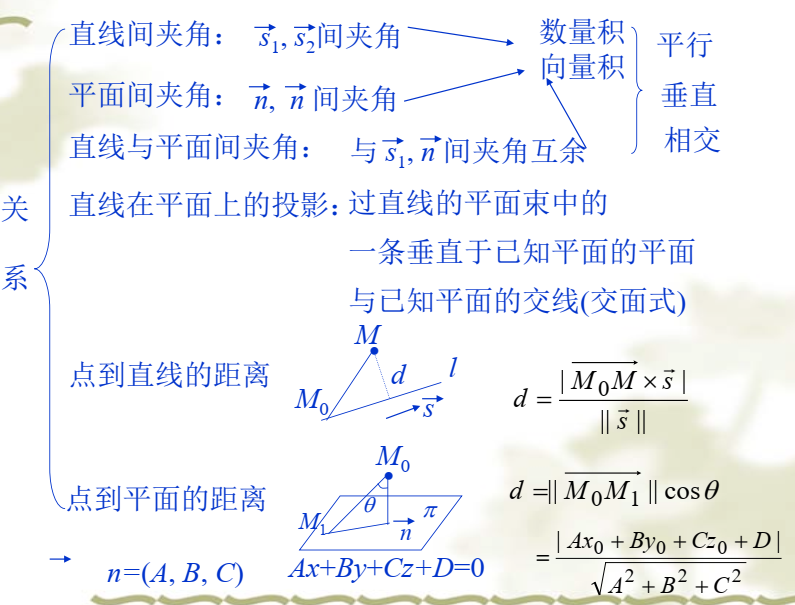 关系
直线间夹角： $\vec{s}_1, \vec{s}_2$间夹角
数量积
向量积
平行
垂直
相交
平面间夹角： $\vec{n}, \vec{n}$ 间夹角
直线与平面间夹角： 与 $\vec{s}_1, \vec{n}$ 间夹角互余
直线在平面上的投影：过直线的平面束中的
一条垂直于已知平面的平面
与已知平面的交线(交面式)
点到直线的距离
M
d
l
M₀
$\vec{s}$
$d = \frac{|\overrightarrow{M_0M} \times \vec{s}|}{||\vec{s}||}$
点到平面的距离
M₀
θ
M₁
$\vec{n}$
π
$d = ||\overrightarrow{M_0M_1}|| \cos\theta$
$= \frac{|Ax_0 + By_0 + Cz_0 + D|}{\sqrt{A^2 + B^2 + C^2}}$
→ n=(A, B, C)
Ax+By+Cz+D=0